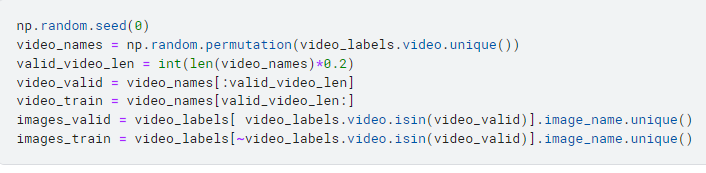 np.random.seed(0)
video_names = np.random.permutation(video_labels.video.unique())
valid_video_len = int(len(video_names)*0.2)
video_valid = video_names[:valid_video_len]
video_train = video_names[valid_video_len:]
images_valid = video_labels[ video_labels.video.isin(video_valid)].image_name.unique()
images_train = video_labels[~video_labels.video.isin(video_valid)].image_name.unique()